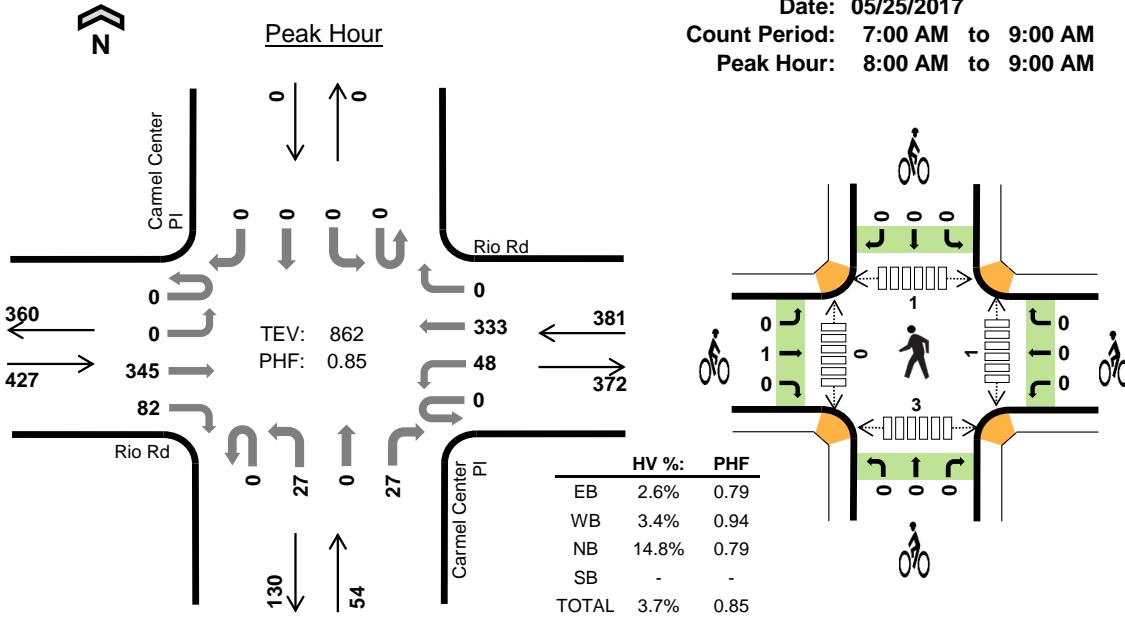 N
Peak Hour
Date: 05/25/2017
Count Period: 7:00 AM to 9:00 AM
Peak Hour: 8:00 AM to 9:00 AM
0
0
Carmel Center
Pl
0 0 0 0
Rio Rd
0
0
345
82
360
427
TEV: 862
PHF: 0.85
0
333
48
0
381
372
Rio Rd
0 27 0 27
Carmel Center
Pl
130
54
HV %: PHF
EB 2.6% 0.79
WB 3.4% 0.94
NB 14.8% 0.79
SB - -
TOTAL 3.7% 0.85
0 0 0
1
0
1
0
0
1
0
0
0
3
0 0 0